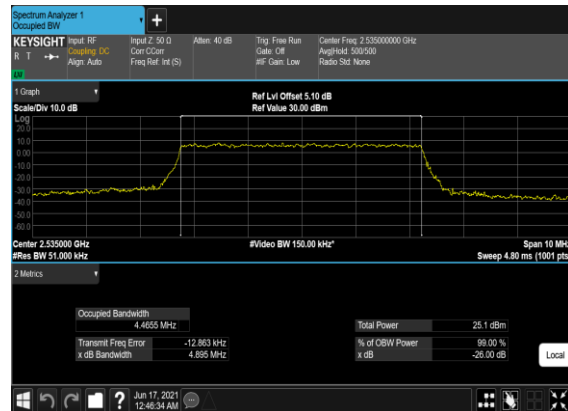 Spectrum Analyzer 1
Occupied BW
+
KEYSIGHT
R T
LXI
Input: RF
Coupling: DC
Align: Auto
Input Z: 50 Ω
Corr CCorr
Freq Ref: Int (S)
Atten: 40 dB
Trig: Free Run
Gate: Off
#IF Gain: Low
Center Freq: 2.535000000 GHz
Avg|Hold: 500/500
Radio Std: None
1 Graph
Scale/Div 10.0 dB
Ref Lvl Offset 5.10 dB
Ref Value 30.00 dBm
Log
20.0
10.0
0.00
-10.0
-20.0
-30.0
-40.0
-50.0
-60.0
Center 2.535000 GHz
#Res BW 51.000 kHz
#Video BW 150.00 kHz*
Span 10 MHz
Sweep 4.80 ms (1001 pts)
2 Metrics
Occupied Bandwidth
4.4655 MHz
Transmit Freq Error -12.863 kHz
x dB Bandwidth 4.895 MHz
Total Power 25.1 dBm
% of OBW Power 99.00 %
x dB -26.00 dB
Local
?
Jun 17, 2021
12:46:34 AM